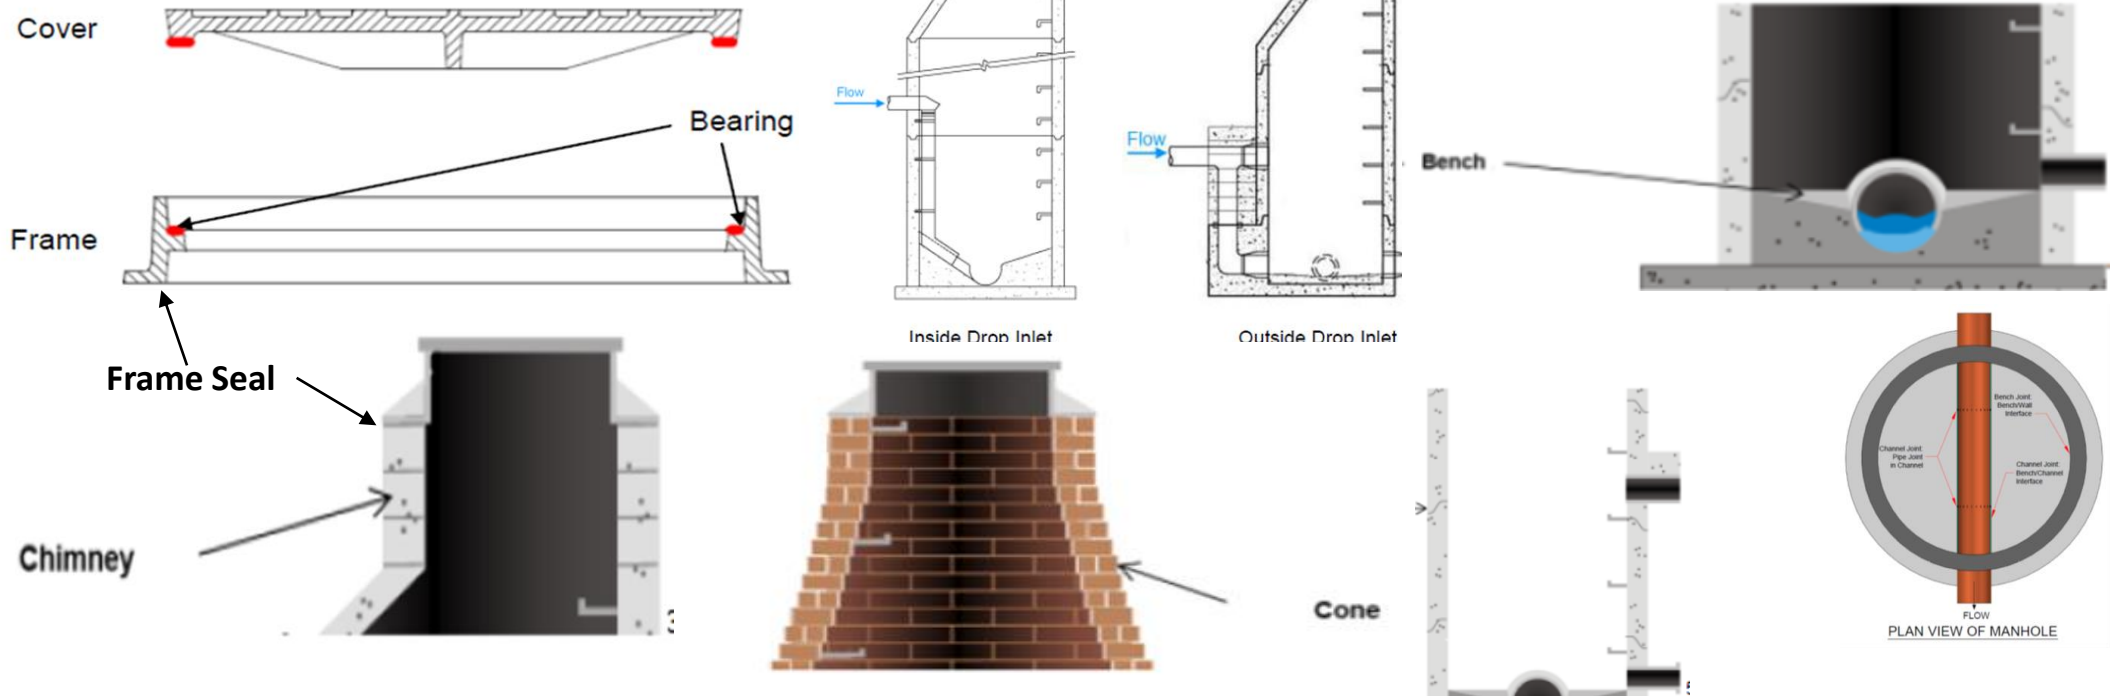 Cover
Bearing
Frame
Frame Seal
Chimney
Flow
Inside Drop Inlet
Flow
Outside Drop Inlet
Cone
Bench
Bench Joint:
Bench/Wall
Interface
Channel Joint:
Pipe Joint
in Channel
Channel Joint:
Bench/Channel
Interface
FLOW
PLAN VIEW OF MANHOLE